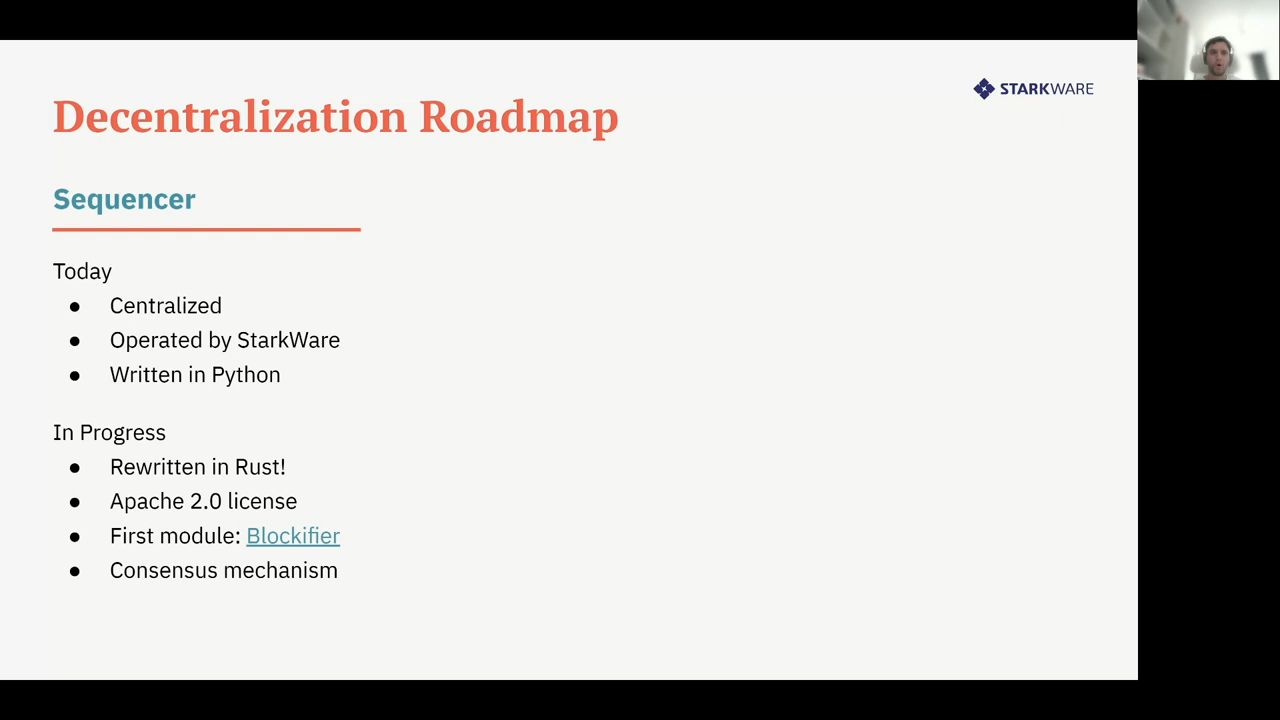 STARKWARE
Decentralization Roadmap
Sequencer
Today
● Centralized
● Operated by StarkWare
● Written in Python
In Progress
● Rewritten in Rust!
● Apache 2.0 license
● First module: Blockifier
● Consensus mechanism